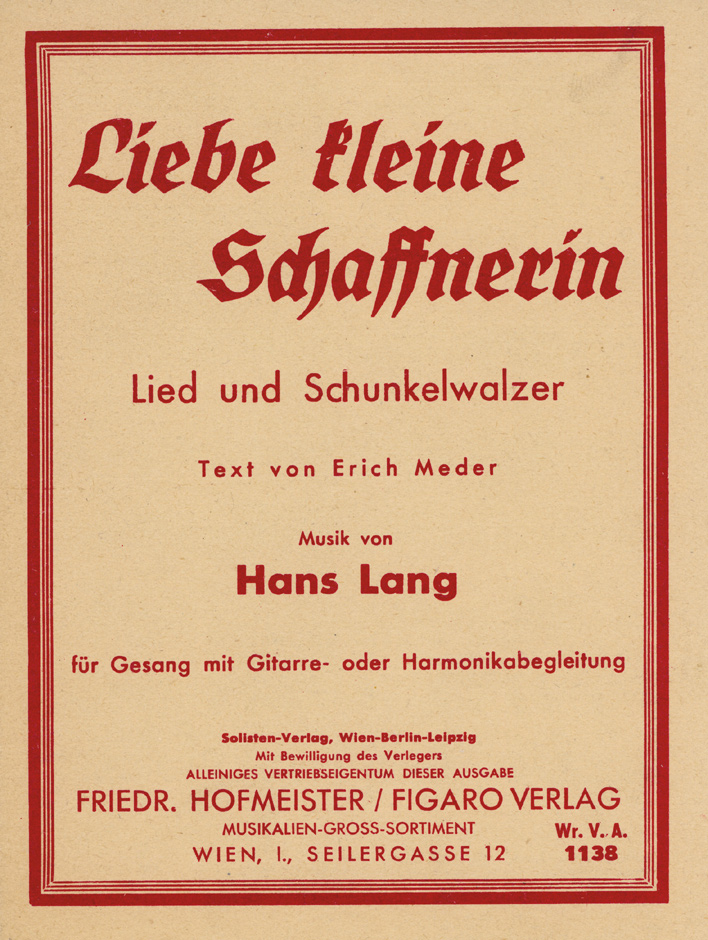 Liebe kleine
Schaffnerin
Lied und Schunkelwalzer
Text von Erich Meder
Musik von
Hans Lang
für Gesang mit Gitarre- oder Harmonikabegleitung
Solisten-Verlag, Wien-Berlin-Leipzig
Mit Bewilligung des Verlegers
ALLEINIGES VERTRIEBSEIGENTUM DIESER AUSGABE
FRIEDR. HOFMEISTER / FIGARO VERLAG
MUSIKALIEN-GROSS-SORTIMENT
WIEN, I., SEILERGASSE 12
Wr. V. A.
1138